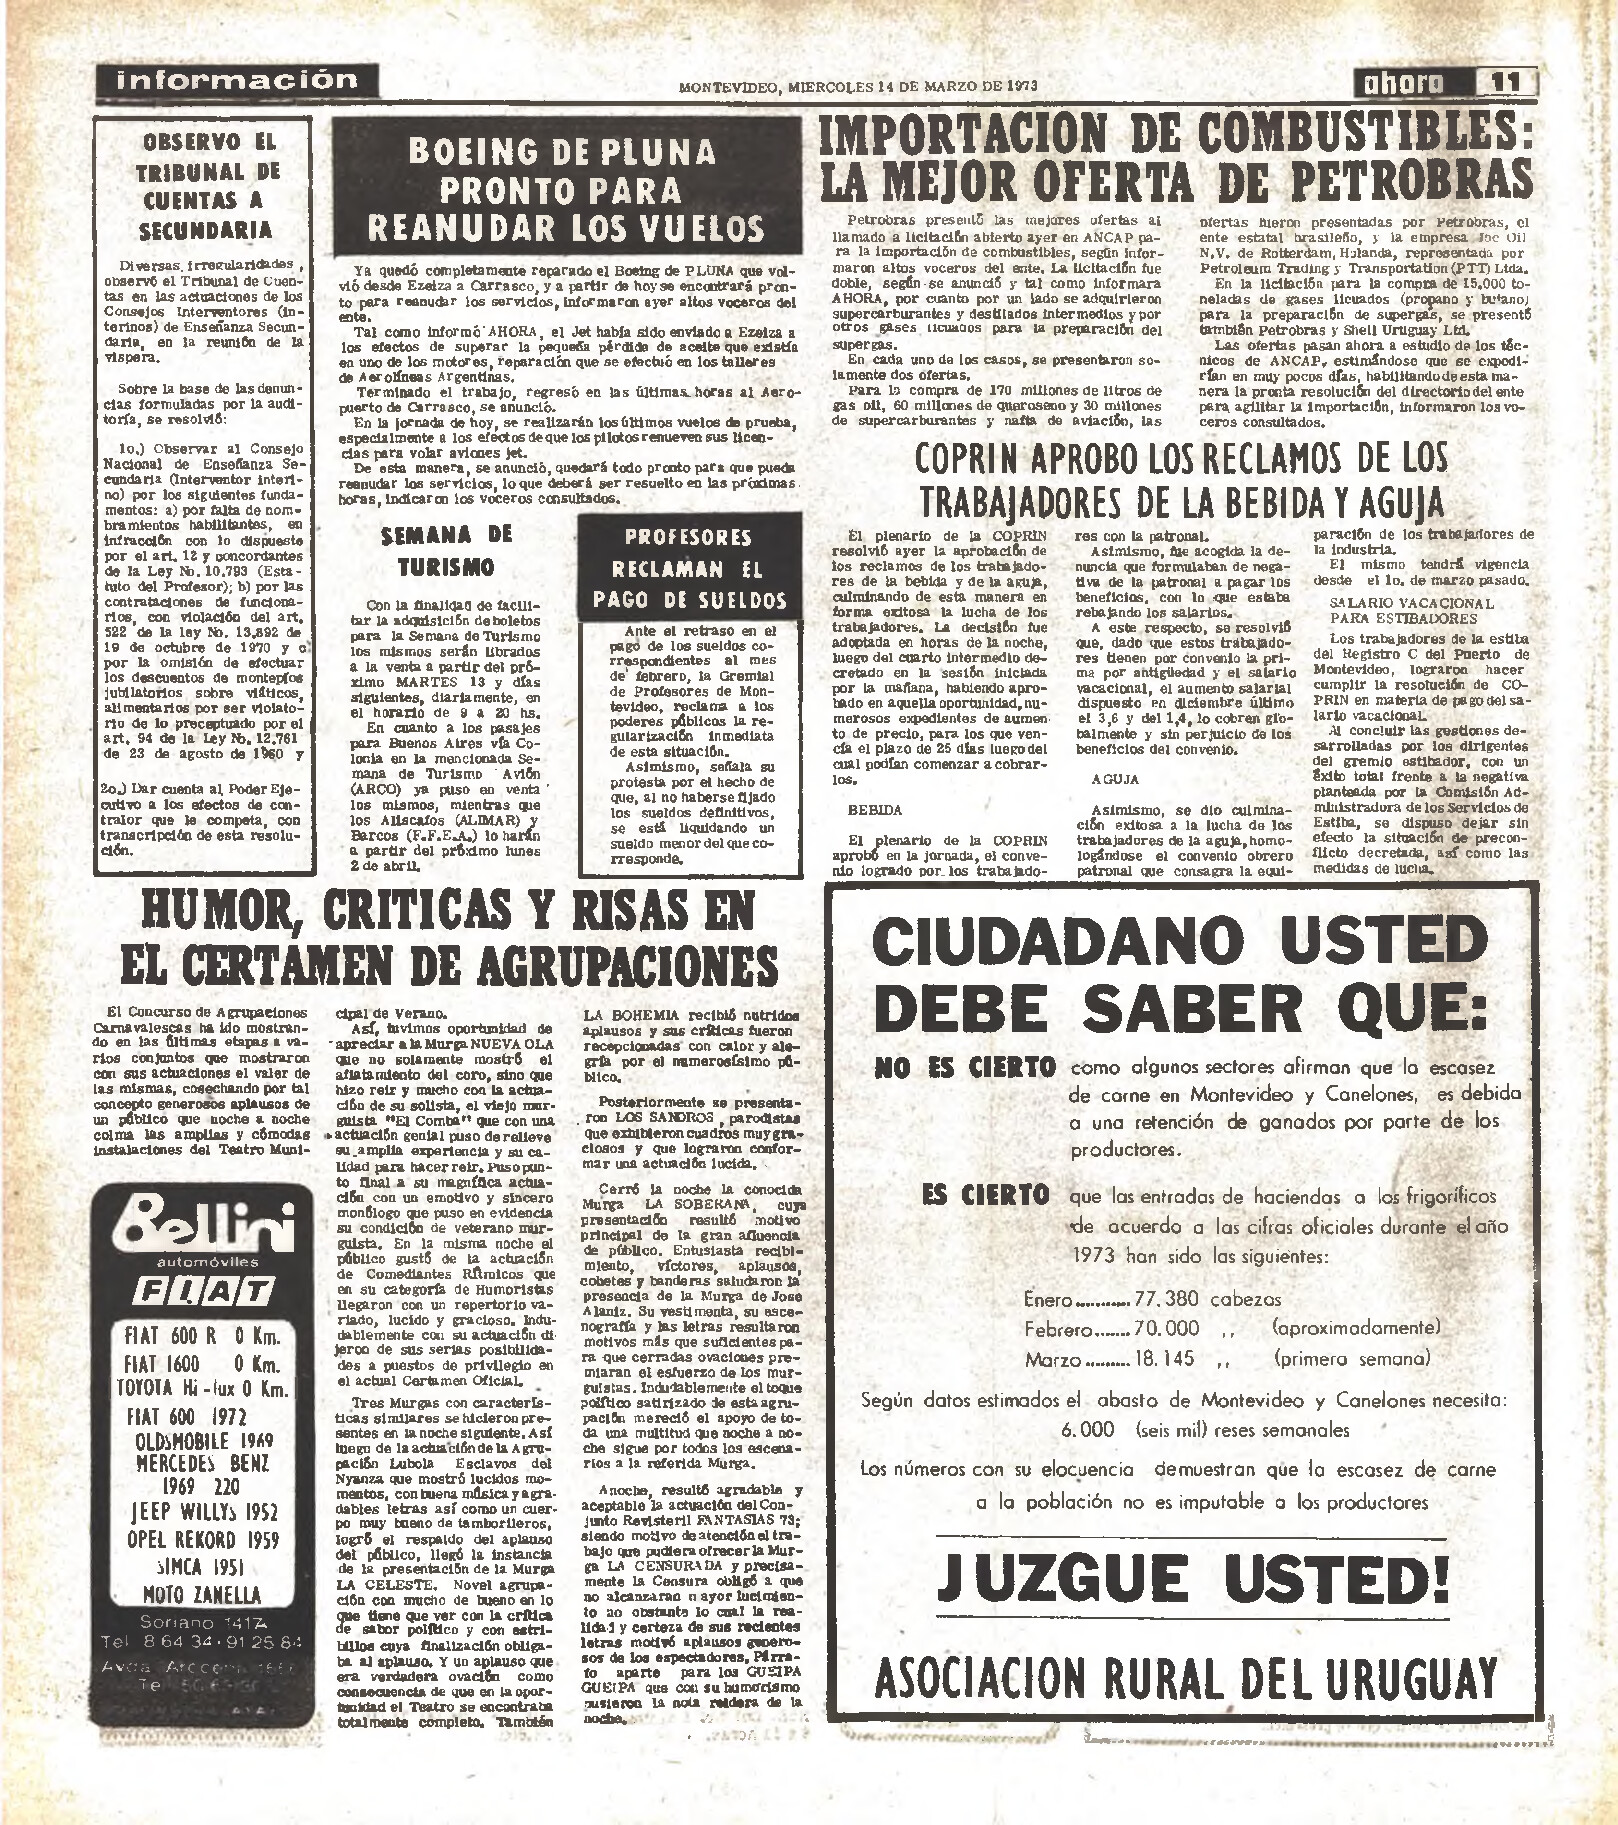 información
MONTEVIDEO, MIERCOLES 14 DE MARZO DE 1973
ahora 11
OBSERVO EL
TRIBUNAL DE
CUENTAS A
SECUNDARIA
Diversas irregularidades,
observó el Tribunal de Cuen-
tas en las actuaciones de los
Consejos Interventores (In-
terinos) de Enseñanza Secun-
daria, en la reunión de la
víspera.
Sobre la base de las denun-
cias formuladas por la audi-
toría, se resolvió:
1o.) Observar al Consejo
Nacional de Enseñanza Se-
cundaria (Interventor interi-
no) por los siguientes funda-
mentos: a) por falta de nom-
bramientos habilitantes, en
infracción con lo dispuesto
por el art. 12 y concordantes
de la Ley No. 10.793 (Esta-
tuto del Profesor); b) por las
contrataciones de funciona-
rios, con violación del art.
522 de la ley No. 13.892 de
19 de octubre de 1970 y c)
por la omisión de efectuar
los descuentos de montepíos
jubilatorios sobre viáticos,
alimentarios por ser violato-
rio de lo preceptuado por el
art. 94 de la Ley No. 12.761
de 23 de agosto de 1960 y
2o.) Dar cuenta al Poder Eje-
cutivo a los efectos de con-
tralor que le competa, con
transcripción de esta resolu-
ción.
BOEING DE PLUNA
PRONTO PARA
REANUDAR LOS VUELOS
Ya quedó completamente reparado el Boeing de PLUNA que vol-
vió desde Ezeiza a Carrasco, y a partir de hoy se encontrará pron-
to para reanudar los servicios, informaron ayer altos voceros del
ente.
Tal como informó AHORA, el Jet había sido enviado a Ezeiza a
los efectos de superar la pequeña pérdida de aceite que existía
en uno de los motores, reparación que se efectuó en los talleres
de Aerolíneas Argentinas.
Terminado el trabajo, regresó en las últimas horas al Aero-
puerto de Carrasco, se anunció.
En la jornada de hoy, se realizarán los últimos vuelos de prueba,
especialmente a los efectos de que los pilotos renueven sus licen-
cias para volar aviones jet.
De esta manera, se anunció, quedará todo pronto para que pueda
reanudar los servicios, lo que deberá ser resuelto en las próximas
horas, indicaron los voceros consultados.
SEMANA DE
TURISMO
Con la finalidad de facili-
tar la adquisición de boletos
para la Semana de Turismo
los mismos serán librados
a la venta a partir del pró-
ximo MARTES 13 y días
siguientes, diariamente, en
el horario de 9 a 20 hs.
En cuanto a los pasajes
para Buenos Aires vía Co-
lonia en la mencionada Se-
mana de Turismo Avión
(ARCO) ya puso en venta
los mismos, mientras que
los Aliscafos (ALIMAR) y
Barcos (F.F.E.A.) lo harán
a partir del próximo lunes
2 de abril.
PROFESORES
RECLAMAN EL
PAGO DE SUELDOS
Ante el retraso en el
pago de los sueldos co-
rrespondientes al mes
de febrero, la Gremial
de Profesores de Mon-
tevideo, reclama a los
poderes públicos la re-
gularización inmediata
de esta situación.
Asimismo, señala su
protesta por el hecho de
que, al no haberse fijado
los sueldos definitivos,
se está liquidando un
sueldo menor del que co-
rresponde.
IMPORTACION DE COMBUSTIBLES:
LA MEJOR OFERTA DE PETROBRAS
Petrobras presentó las mejores ofertas al
llamado a licitación abierto ayer en ANCAP pa-
ra la importación de combustibles, según infor-
maron altos voceros del ente. La licitación fue
doble, según se anunció y tal como informara
AHORA, por cuanto por un lado se adquirieron
supercarburantes y destilados intermedios y por
otros gases licuados para la preparación del
supergas.
En cada uno de los casos, se presentaron so-
lamente dos ofertas.
Para la compra de 170 millones de litros de
gas oil, 60 millones de queroseno y 30 millones
de supercarburantes y nafta de aviación, las
ofertas fueron presentadas por Petrobras, el
ente estatal brasileño, y la empresa Joc Oil
N.V. de Rotterdam, Holanda, representada por
Petroleum Trading y Transportation (PTT) Ltda.
En la licitación para la compra de 15.000 to-
neladas de gases licuados (propano y butano)
para la preparación de supergas, se presentó
también Petrobras y Shell Uruguay Ltd.
Las ofertas pasan ahora a estudio de los téc-
nicos de ANCAP, estimándose que se expedi-
rían en muy pocos días, habilitando de esta ma-
nera la pronta resolución del directorio del ente
para agilitar la importación, informaron los vo-
ceros consultados.
COPRIN APROBO LOS RECLAMOS DE LOS
TRABAJADORES DE LA BEBIDA Y AGUJA
El plenario de la COPRIN
resolvió ayer la aprobación de
los reclamos de los trabajado-
res de la bebida y de la aguja,
culminando de esta manera en
forma exitosa la lucha de los
trabajadores. La decisión fue
adoptada en horas de la noche,
luego del cuarto intermedio de-
cretado en la sesión iniciada
por la mañana, habiendo apro-
bado en aquella oportunidad, nu-
merosos expedientes de aumen-
to de precio, para los que ven-
cía el plazo de 25 días luego del
cual podían comenzar a cobrar-
los.
BEBIDA
El plenario de la COPRIN
aprobó en la jornada, el conve-
nio logrado por los trabajado-
res con la patronal.
Asimismo, fue acogida la de-
nuncia que formulaban de nega-
tiva de la patronal a pagar los
beneficios, con lo que estaba
rebajando los salarios.
A este respecto, se resolvió
que, dado que estos trabajado-
res tienen por convenio la pri-
ma por antigüedad y el salario
vacacional, el aumento salarial
dispuesto en diciembre último
el 3,6 y del 1,4, lo cobren glo-
balmente y sin perjuicio de los
beneficios del convenio.
AGUJA
Asimismo, se dio culmina-
ción exitosa a la lucha de los
trabajadores de la aguja, homo-
logándose el convenio obrero
patronal que consagra la equi-
paración de los trabajadores de
la industria.
El mismo tendrá vigencia
desde el 1o. de marzo pasado.
SALARIO VACACIONAL
PARA ESTIBADORES
Los trabajadores de la estiba
del Registro C del Puerto de
Montevideo, lograron hacer
cumplir la resolución de CO-
PRIN en materia de pago del sa-
lario vacacional.
Al concluir las gestiones de-
sarrolladas por los dirigentes
del gremio estibador, con un
éxito total frente a la negativa
planteada por la Comisión Ad-
ministradora de los Servicios de
Estiba, se dispuso dejar sin
efecto la situación de precon-
flicto decretada, así como las
medidas de lucha.
HUMOR, CRITICAS Y RISAS EN
EL CERTAMEN DE AGRUPACIONES
El Concurso de Agrupaciones
Carnavalescas ha ido mostran-
do en las últimas etapas a va-
rios conjuntos que mostraron
con sus actuaciones el valer de
las mismas, cosechando por tal
concepto generosos aplausos de
un público que noche a noche
colma las amplias y cómodas
instalaciones del Teatro Muni-
cipal de Verano.
Así, tuvimos oportunidad de
apreciar a la Murga NUEVA OLA
que no solamente mostró el
afiatamiento del coro, sino que
hizo reir y mucho con la actua-
ción de su solista, el viejo mur-
guista "El Comba" que con una
actuación genial puso de relieve
su amplia experiencia y su ca-
lidad para hacer reir. Puso pun-
to final a su magnífica actua-
ción con un emotivo y sincero
monólogo que puso en evidencia
su condición de veterano mur-
guista. En la misma noche el
público gustó de la actuación
de Comediantes Rítmicos que
en su categoría de Humoristas
llegaron con un repertorio va-
riado, lucido y gracioso. Indu-
dablemente con su actuación di-
jeron de sus serias posibilida-
des a puestos de privilegio en
el actual Certamen Oficial.
Tres Murgas con caracterís-
ticas similares se hicieron pre-
sentes en la noche siguiente. Así
luego de la actuación de la Agru-
pación Lubola Esclavos del
Nyanza que mostró lucidos mo-
mentos, con buena música y agra-
dables letras así como un cuer-
po muy bueno de tamborileros,
logró el respaldo del aplauso
del público, llegó la instancia
de la presentación de la Murga
LA CELESTE. Novel agrupa-
ción con mucho de bueno en lo
que tiene que ver con la crítica
de sabor político y con estri-
billos cuya finalización obliga-
ba al aplauso. Y un aplauso que
era verdadera ovación como
consecuencia de que en la opor-
tunidad el Teatro se encontraba
totalmente completo. También
LA BOHEMIA recibió nutridos
aplausos y sus críticas fueron
recepcionadas con calor y ale-
gría por el numerosísimo pú-
blico.
Posteriormente se presenta-
ron LOS SANDROS, parodistas
que exhibieron cuadros muy gra-
ciosos y que lograron confor-
mar una actuación lucida.
Cerró la noche la conocida
Murga LA SOBERANA, cuya
presentación resultó motivo
principal de la gran afluencia
de público. Entusiasta recibi-
miento, víctores, aplausos,
cohetes y banderas saludaron la
presencia de la Murga de José
Alaniz. Su vestimenta, su esce-
nografía y las letras resultaron
motivos más que suficientes pa-
ra que cerradas ovaciones pre-
miaran el esfuerzo de los mur-
guistas. Indudablemente el toque
político satirizado de esta agru-
pación mereció el apoyo de to-
da una multitud que noche a no-
che sigue por todos los escena-
rios a la referida Murga.
Anoche, resultó agradable y
aceptable la actuación del Con-
junto Revisteril FANTASIAS 73;
siendo motivo de atención el tra-
bajo que pudiera ofrecer la Mur-
ga LA CENSURADA y precisa-
mente la Censura obligó a que
no alcanzaran mayor lucimien-
to no obstante lo cual la rea-
lidad y certeza de sus recientes
letras motivó aplausos genero-
sos de los espectadores. Párra-
fo aparte para los GUEIPA
GUEIPA que con su humorismo
pusieron la nota reidera de la
noche.
Bellini
automóviles
FIAT
FIAT 600 R 0 Km.
FIAT 1600 0 Km.
TOYOTA Hi-lux 0 Km.
FIAT 600 1972
OLDSMOBILE 1969
MERCEDES BENZ
1969 220
JEEP WILLYS 1952
OPEL REKORD 1959
SIMCA 1951
MOTO ZANELLA
Soriano 1417
Tel 8 64 34 - 91 25 84
CIUDADANO USTED
DEBE SABER QUE:
NO ES CIERTO como algunos sectores afirman que la escasez
de carne en Montevideo y Canelones, es debida
a una retención de ganados por parte de los
productores.
ES CIERTO que las entradas de haciendas a los frigoríficos
de acuerdo a las cifras oficiales durante el año
1973 han sido las siguientes:
Enero...........77.380 cabezas
Febrero.......70.000 ,, (aproximadamente)
Marzo.........18.145 ,, (primera semana)
Según datos estimados el abasto de Montevideo y Canelones necesita:
6.000 (seis mil) reses semanales
Los números con su elocuencia demuestran que la escasez de carne
a la población no es imputable a los productores
JUZGUE USTED!
ASOCIACION RURAL DEL URUGUAY